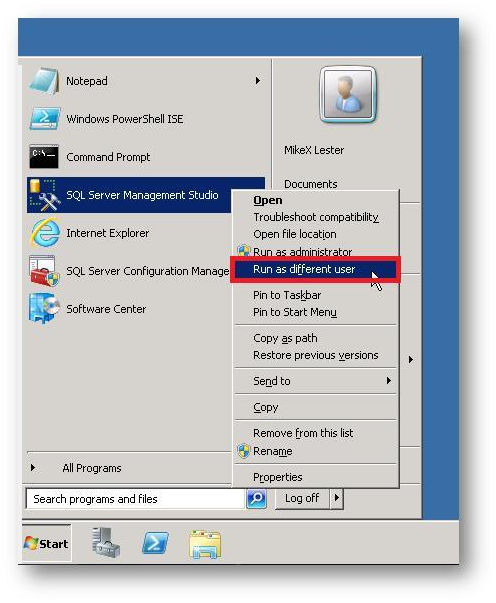 Notepad
Windows PowerShell ISE
C:\.
Command Prompt
SQL Server Management Studio
Internet Explorer
SQL Server Configuration Manage
Software Center
All Programs
Search programs and files
MikeX Lester
Documents
Open
Troubleshoot compatibility
Open file location
Run as administrator
Run as different user
Pin to Taskbar
Pin to Start Menu
Copy as path
Restore previous versions
Send to
Copy
Remove from this list
Rename
Properties
Log off
Start